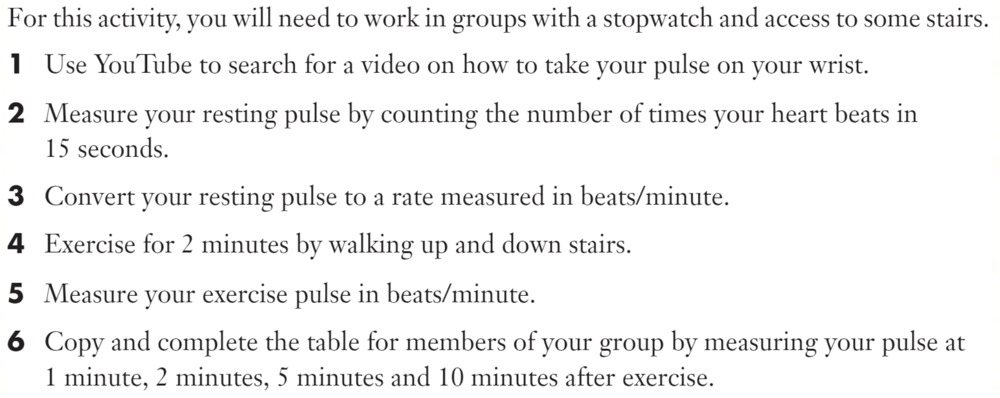 For this activity, you will need to work in groups with a stopwatch and access to some stairs.
1 Use YouTube to search for a video on how to take your pulse on your wrist.
2 Measure your resting pulse by counting the number of times your heart beats in
15 seconds.
3 Convert your resting pulse to a rate measured in beats/minute.
4 Exercise for 2 minutes by walking up and down stairs.
5 Measure your exercise pulse in beats/minute.
6 Copy and complete the table for members of your group by measuring your pulse at
1 minute, 2 minutes, 5 minutes and 10 minutes after exercise.